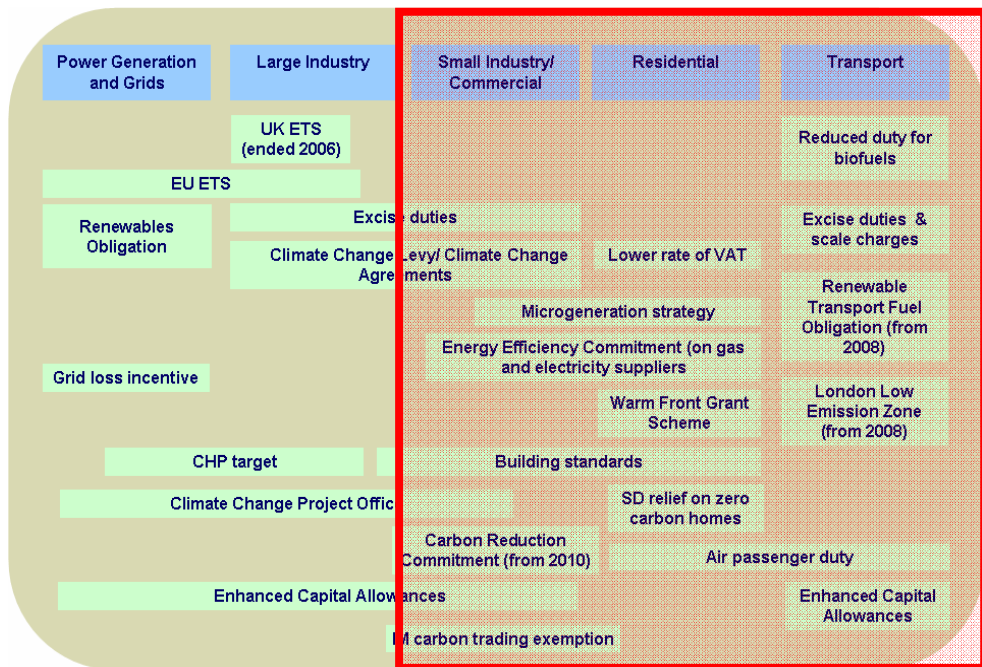 Power Generation
and Grids
Large Industry
Small Industry/
Commercial
Residential
Transport
UK ETS
(ended 2006)
Reduced duty for
biofuels
EU ETS
Renewables
Obligation
Excise duties
Excise duties & 
scale charges
Climate Change Levy/ Climate Change
Agreements
Lower rate of VAT
Renewable
Transport Fuel
Obligation (from
2008)
Microgeneration strategy
Energy Efficiency Commitment (on gas
and electricity suppliers
Grid loss incentive
Warm Front Grant
Scheme
London Low
Emission Zone
(from 2008)
CHP target
Building standards
Climate Change Project Offic
SD relief on zero
carbon homes
Carbon Reduction
Commitment (from 2010)
Air passenger duty
Enhanced Capital Allowances
Enhanced Capital
Allowances
carbon trading exemption